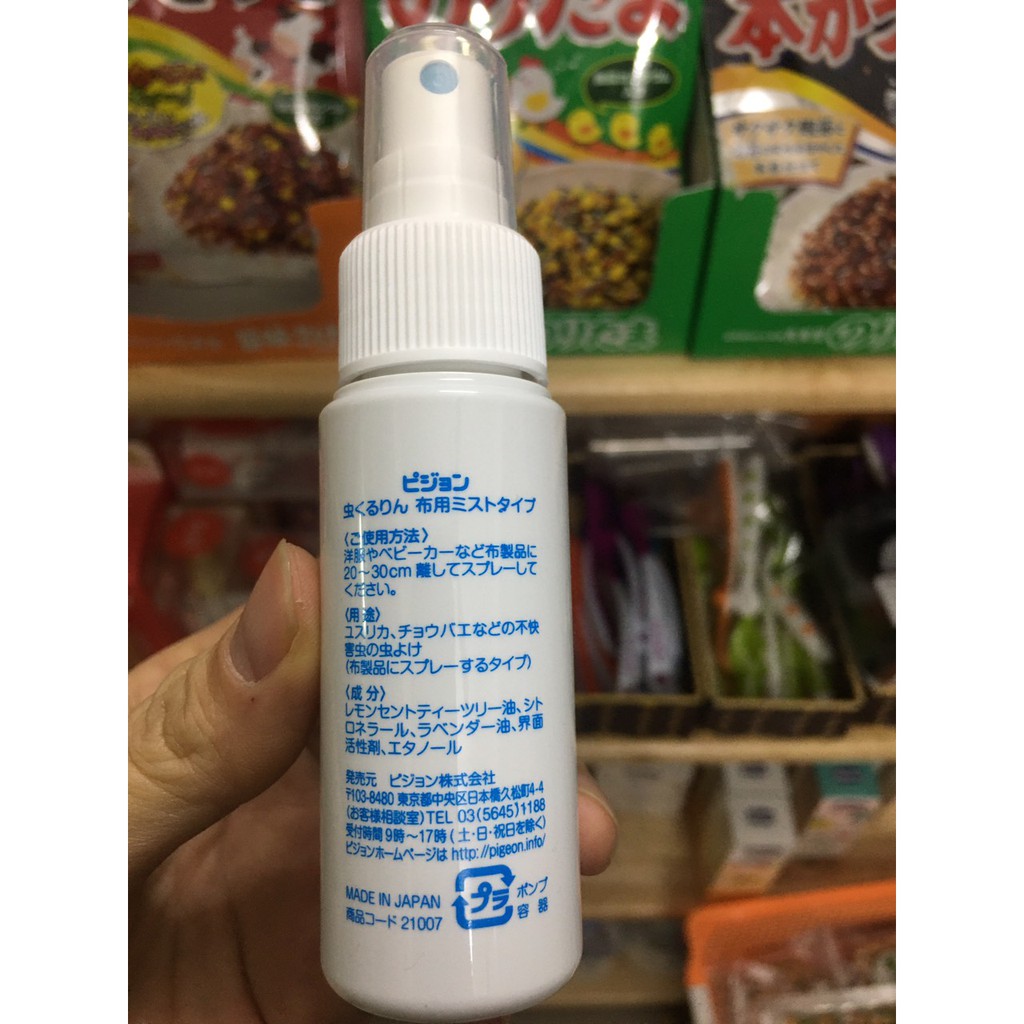 ピジョン
虫くるりん 布用ミストタイプ
〈ご使用方法〉
洋服やベビーカーなど布製品に
20〜30cm 離してスプレーして
ください。
〈用 途〉
ユスリカ、チョウバエなどの不快
害虫の虫よけ
(布製品にスプレーするタイプ)
〈成 分〉
レモンセントティーツリー油、シト
ロネラール、ラベンダー油、界面
活性剤、エタノール
発売元 ピジョン株式会社
〒103-8480 東京都中央区日本橋久松町4-4
(お客様相談室) TEL 03(5645)1188
受付時間 9時〜17時 (土・日・祝日を除く)
ピジョンホームページは http://pigeon.info/
MADE IN JAPAN
商品コード 21007
プラ
ポンプ
容器